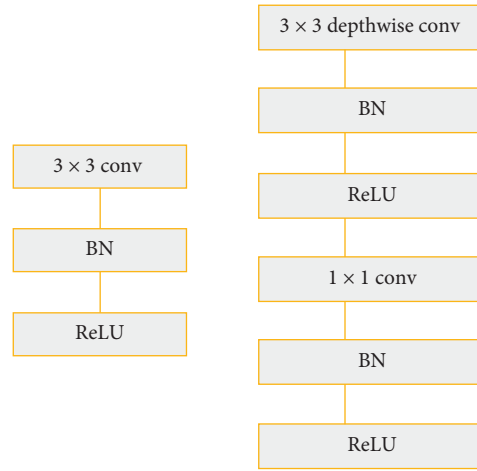 3 × 3 conv
BN
ReLU
3 × 3 depthwise conv
BN
ReLU
1 × 1 conv
BN
ReLU